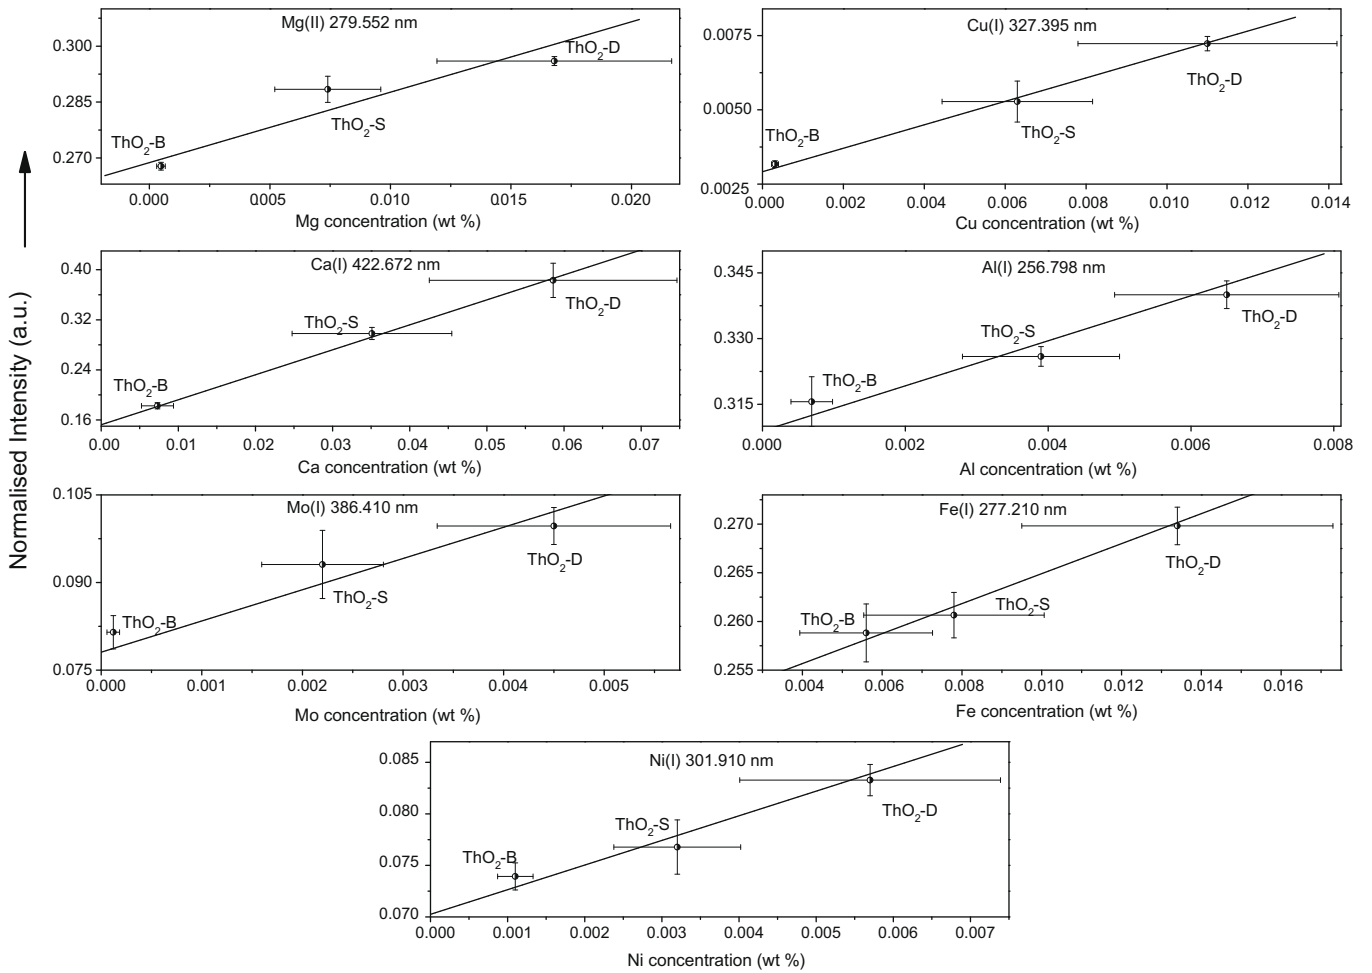 Normalised Intensity (a.u.)
Mg(II) 279.552 nm
0.300
0.285
0.270
ThO2-B
ThO2-S
ThO2-D
0.000 0.005 0.010 0.015 0.020
Mg concentration (wt %)
Cu(I) 327.395 nm
0.0075
0.0050
0.0025
ThO2-B
ThO2-S
ThO2-D
0.000 0.002 0.004 0.006 0.008 0.010 0.012 0.014
Cu concentration (wt %)
Ca(I) 422.672 nm
0.40
0.32
0.24
0.16
ThO2-B
ThO2-S
ThO2-D
0.00 0.01 0.02 0.03 0.04 0.05 0.06 0.07
Ca concentration (wt %)
Al(I) 256.798 nm
0.345
0.330
0.315
ThO2-B
ThO2-S
ThO2-D
0.000 0.002 0.004 0.006 0.008
Al concentration (wt %)
Mo(I) 386.410 nm
0.105
0.090
0.075
ThO2-B
ThO2-S
ThO2-D
0.000 0.001 0.002 0.003 0.004 0.005
Mo concentration (wt %)
Fe(I) 277.210 nm
0.270
0.265
0.260
0.255
ThO2-B
ThO2-S
ThO2-D
0.004 0.006 0.008 0.010 0.012 0.014 0.016
Fe concentration (wt %)
Ni(I) 301.910 nm
0.085
0.080
0.075
0.070
ThO2-B
ThO2-S
ThO2-D
0.000 0.001 0.002 0.003 0.004 0.005 0.006 0.007
Ni concentration (wt %)